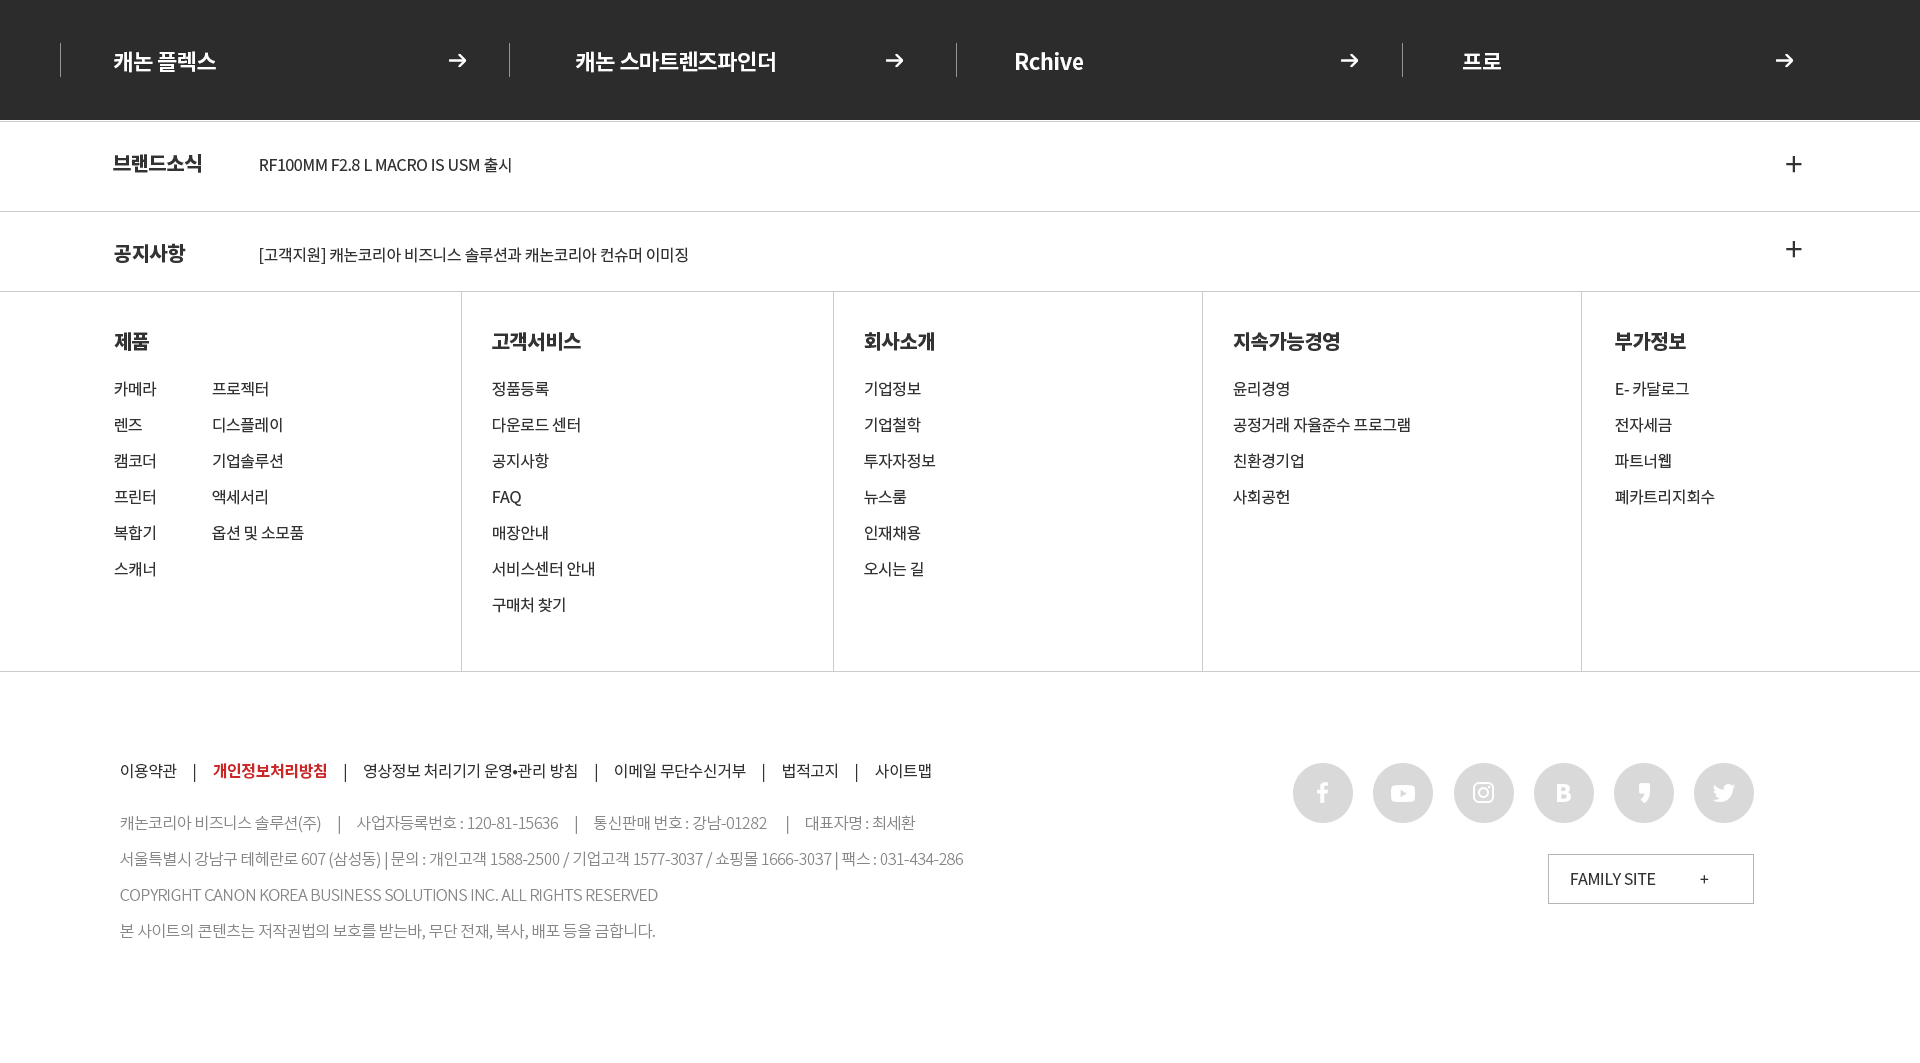 캐논 플렉스
캐논 스마트렌즈파인더
Rchive
프로
브랜드소식
RF100MM F2.8 L MACRO IS USM 출시
+
공지사항
[고객지원] 캐논코리아 비즈니스 솔루션과 캐논코리아 컨슈머 이미징
+
제품
카메라
렌즈
캠코더
프린터
복합기
스캐너
프로젝터
디스플레이
기업솔루션
액세서리
옵션 및 소모품
고객서비스
정품등록
다운로드 센터
공지사항
FAQ
매장안내
서비스센터 안내
구매처 찾기
회사소개
기업정보
기업철학
투자자정보
뉴스룸
인재채용
오시는 길
지속가능경영
윤리경영
공정거래 자율준수 프로그램
친환경기업
사회공헌
부가정보
E- 카달로그
전자세금
파트너웹
폐카트리지회수
이용약관 | 개인정보처리방침 | 영상정보 처리기기 운영•관리 방침 | 이메일 무단수신거부 | 법적고지 | 사이트맵
캐논코리아 비즈니스 솔루션(주) | 사업자등록번호 : 120-81-15636 | 통신판매 번호 : 강남-01282 | 대표자명 : 최세환
서울특별시 강남구 테헤란로 607 (삼성동) | 문의 : 개인고객 1588-2500 / 기업고객 1577-3037 / 쇼핑몰 1666-3037 | 팩스 : 031-434-286
COPYRIGHT CANON KOREA BUSINESS SOLUTIONS INC. ALL RIGHTS RESERVED
본 사이트의 콘텐츠는 저작권법의 보호를 받는바, 무단 전재, 복사, 배포 등을 금합니다.
B
FAMILY SITE +